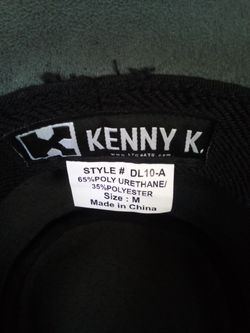 KENNY K.
STYLE # DL10-A
65%POLY URETHANE/
35%POLYESTER
Size : M
Made in China